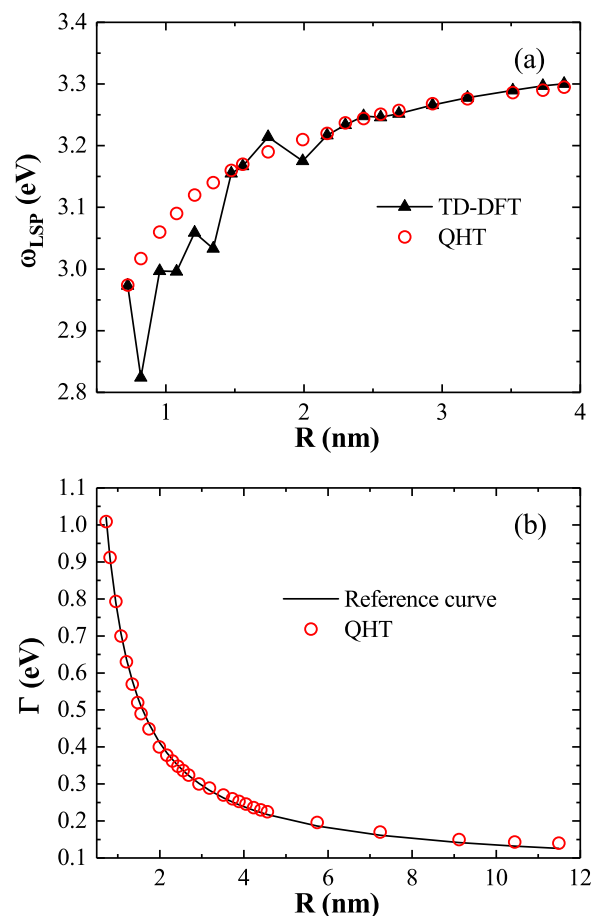 (a)
3.4
3.3
3.2
3.1
3.0
2.9
2.8
ω_LSP (eV)
TD-DFT
QHT
1 2 3 4
R (nm)
(b)
1.1
1.0
0.9
0.8
0.7
0.6
0.5
0.4
0.3
0.2
0.1
Γ (eV)
Reference curve
QHT
2 4 6 8 10 12
R (nm)